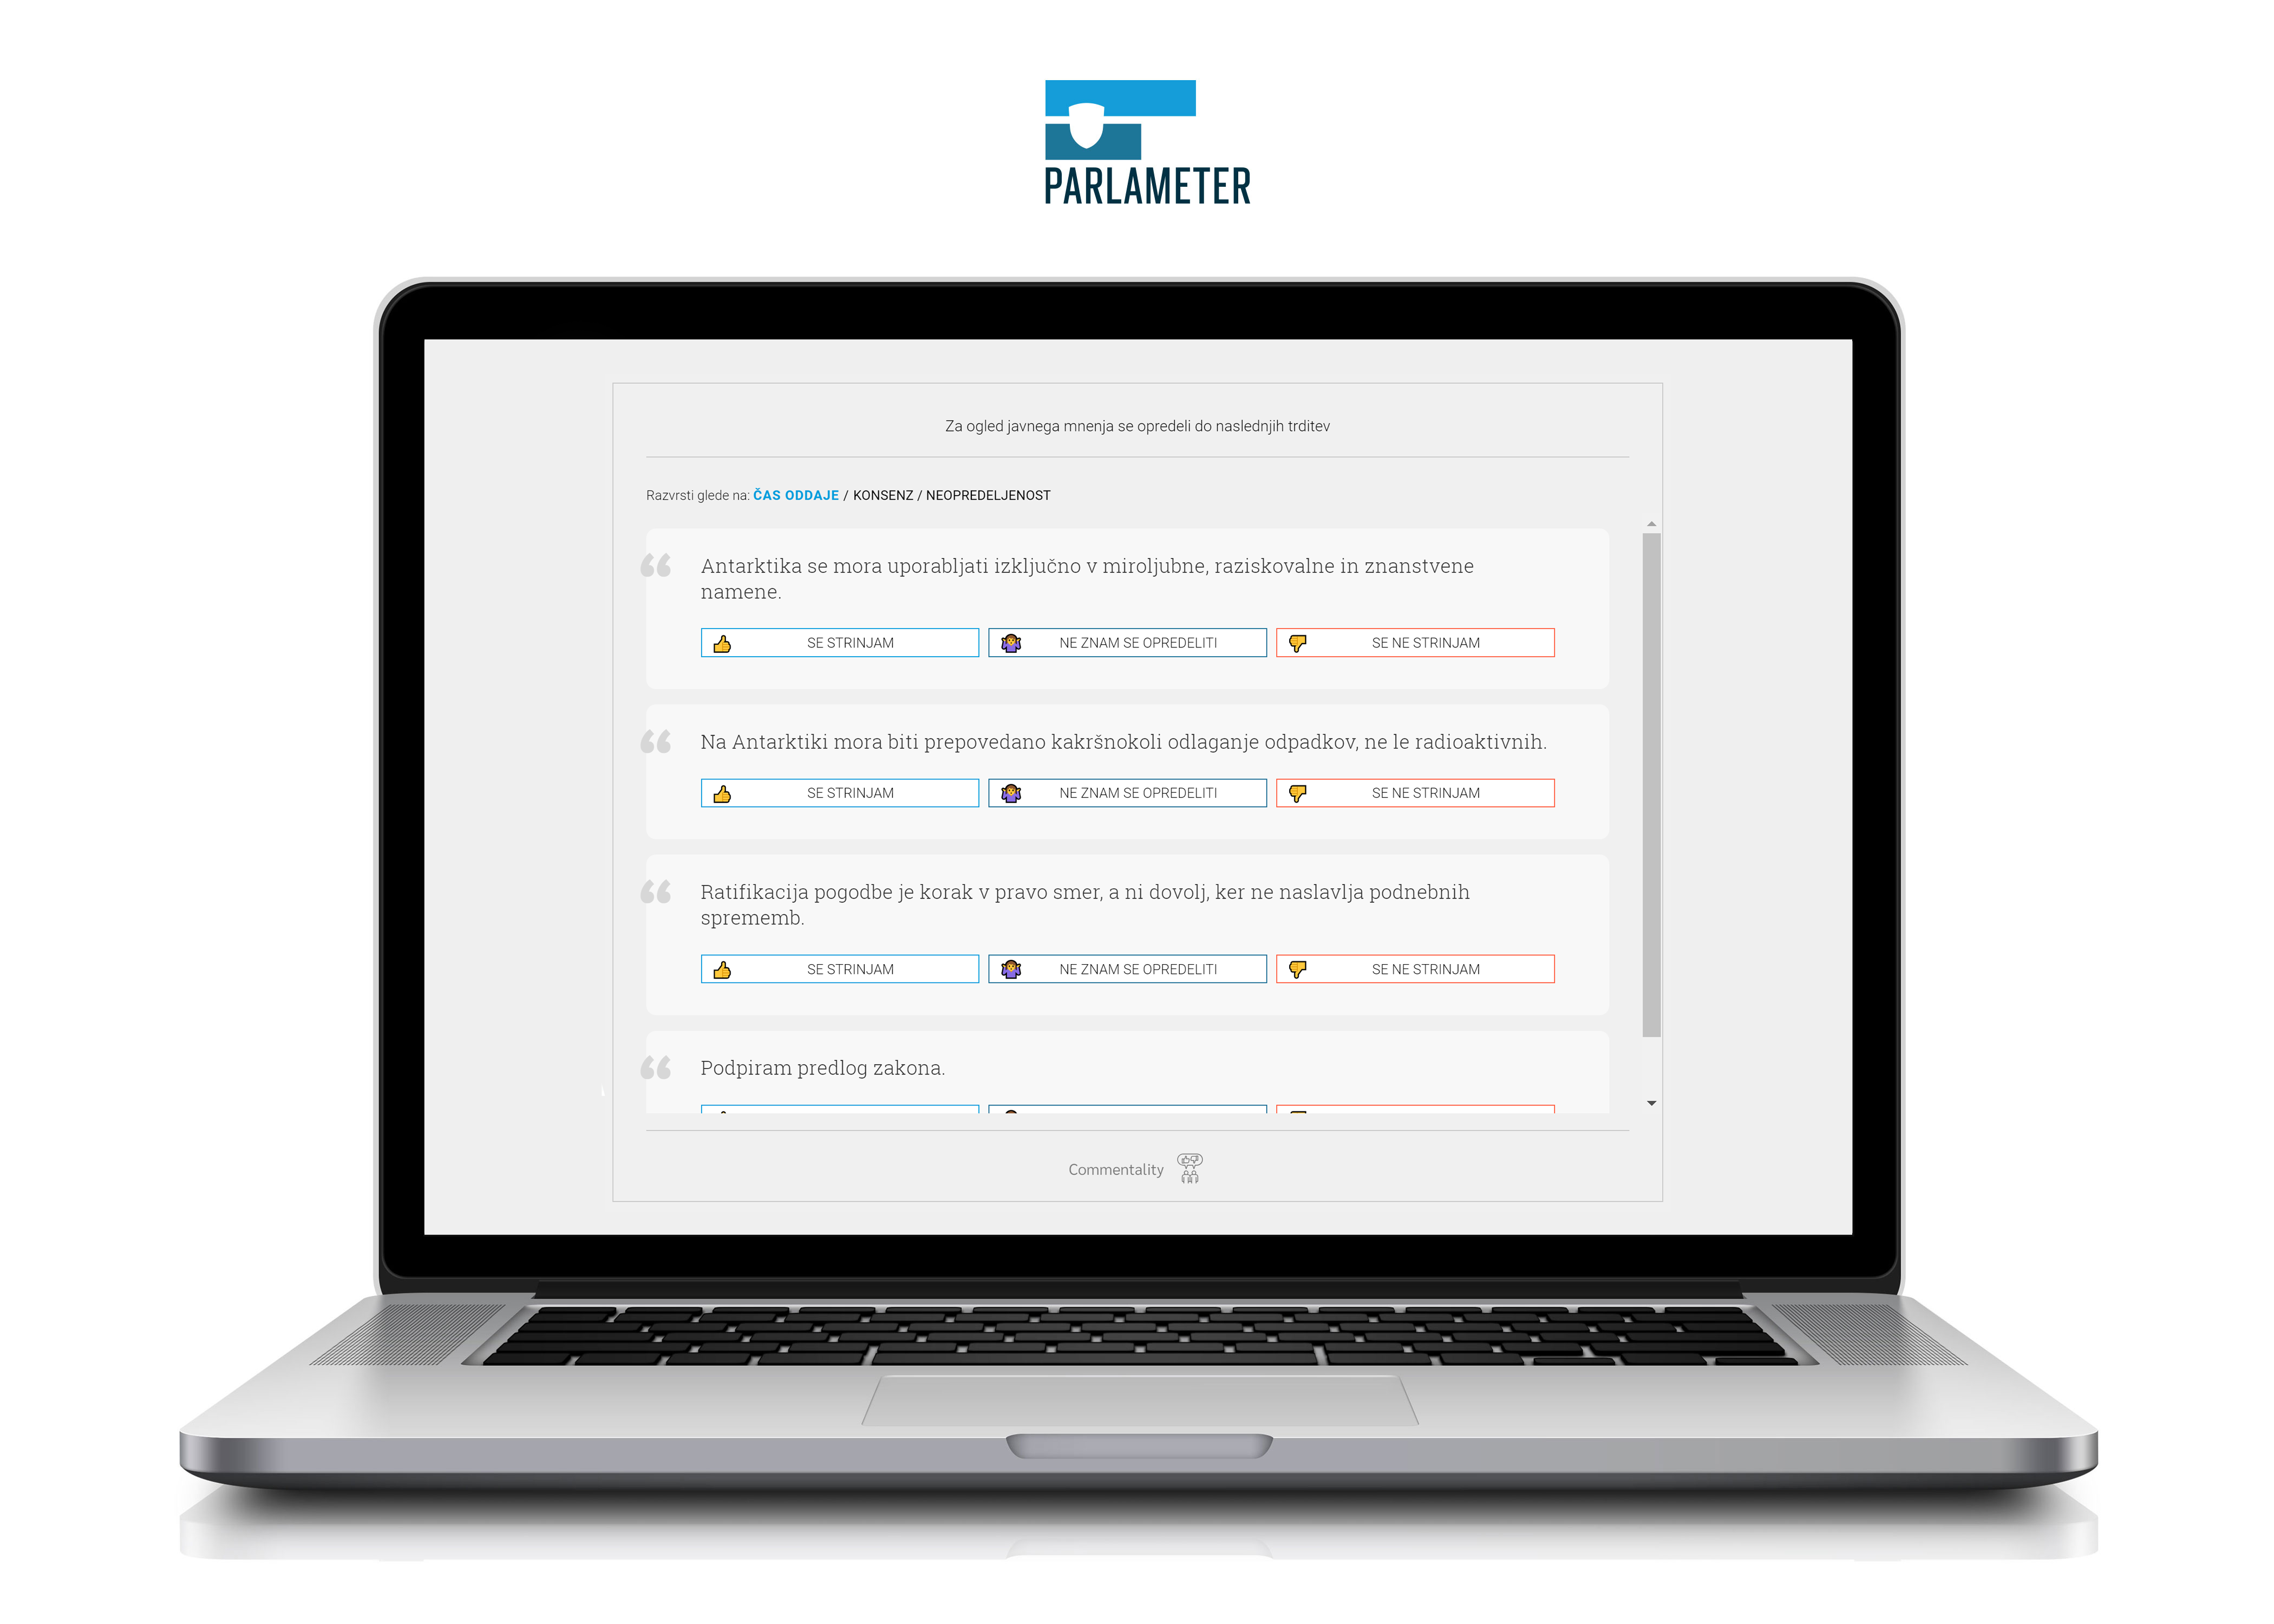 PARLAMETER
Za ogled javnega mnenja se opredeli do naslednjih trditev
Razvrsti glede na: ČAS ODDAJE / KONSENZ / NEOPREDELJENOST
Antarktika se mora uporabljati izključno v miroljubne, raziskovalne in znanstvene
namene.
SE STRINJAM NE ZNAM SE OPREDELITI SE NE STRINJAM
Na Antarktiki mora biti prepovedano kakršnokoli odlaganje odpadkov, ne le radioaktivnih.
SE STRINJAM NE ZNAM SE OPREDELITI SE NE STRINJAM
Ratifikacija pogodbe je korak v pravo smer, a ni dovolj, ker ne naslavlja podnebnih
sprememb.
SE STRINJAM NE ZNAM SE OPREDELITI SE NE STRINJAM
Podpiram predlog zakona.
Commentality